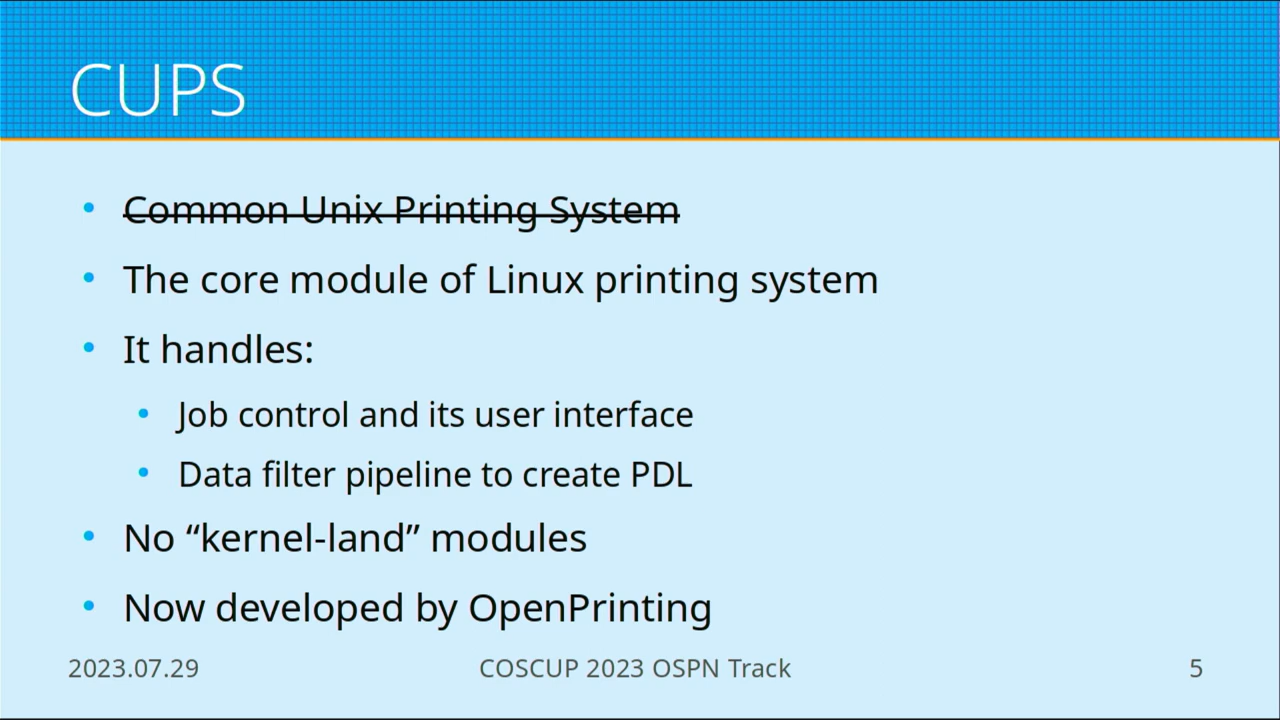 CUPS
Common Unix Printing System
The core module of Linux printing system
It handles:
Job control and its user interface
Data filter pipeline to create PDL
No “kernel-land” modules
Now developed by OpenPrinting
2023.07.29 COSCUP 2023 OSPN Track 5